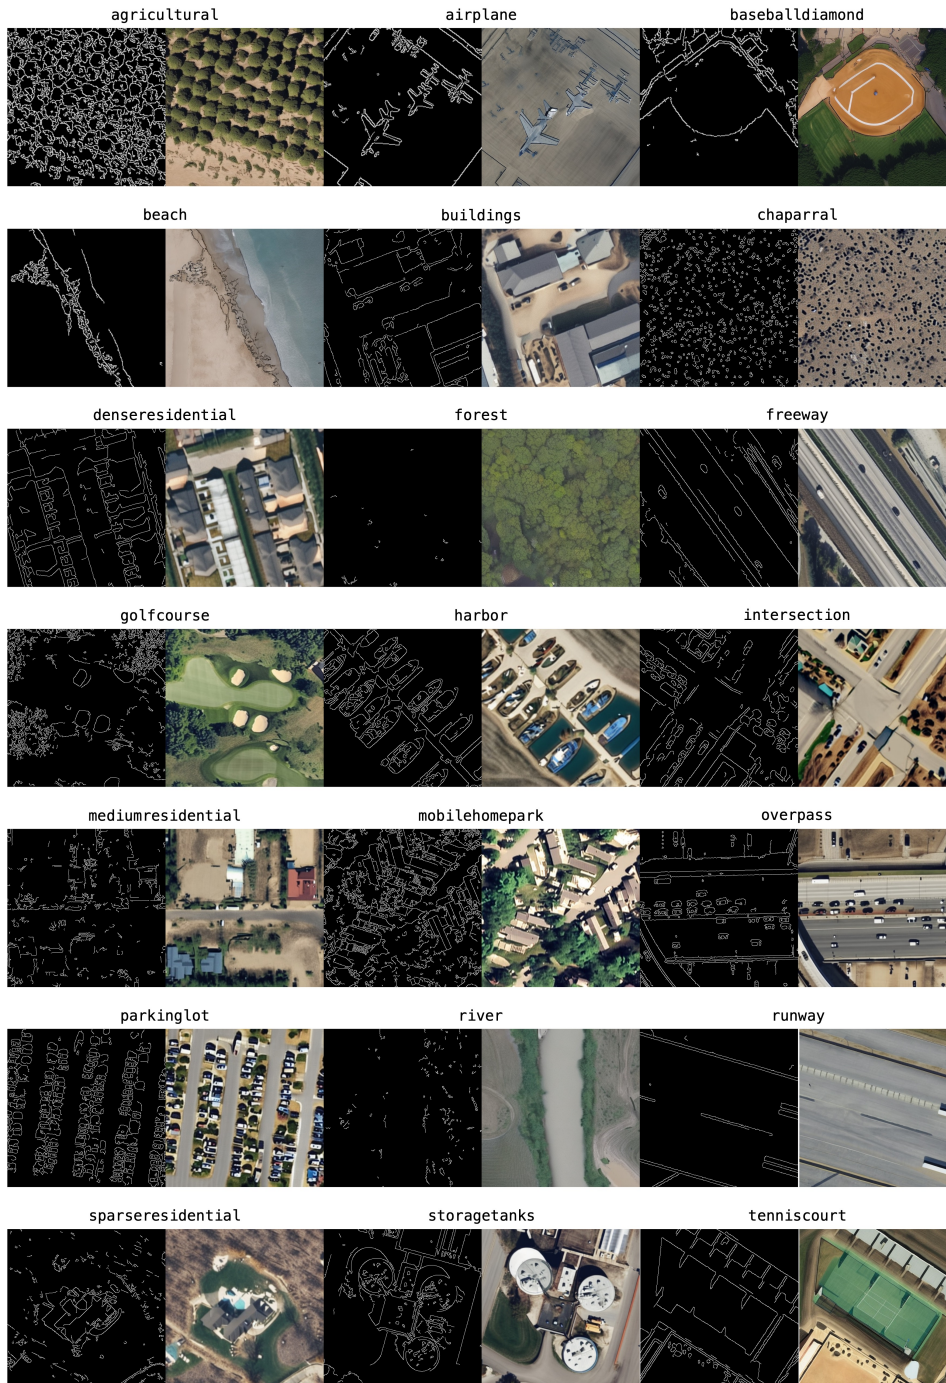 agricultural airplane baseballdiamond
beach buildings chaparral
denseresidential forest freeway
golfcourse harbor intersection
mediumresidential mobilehomepark overpass
parkinglot river runway
sparseresidential storagetanks tenniscourt